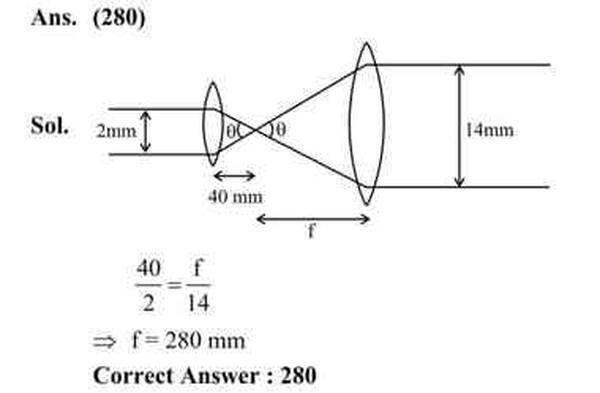 Ans. (280)
Sol.
2mm
θ θ
14mm
40 mm
f
40/2 = f/14
⇒ f = 280 mm
Correct Answer : 280